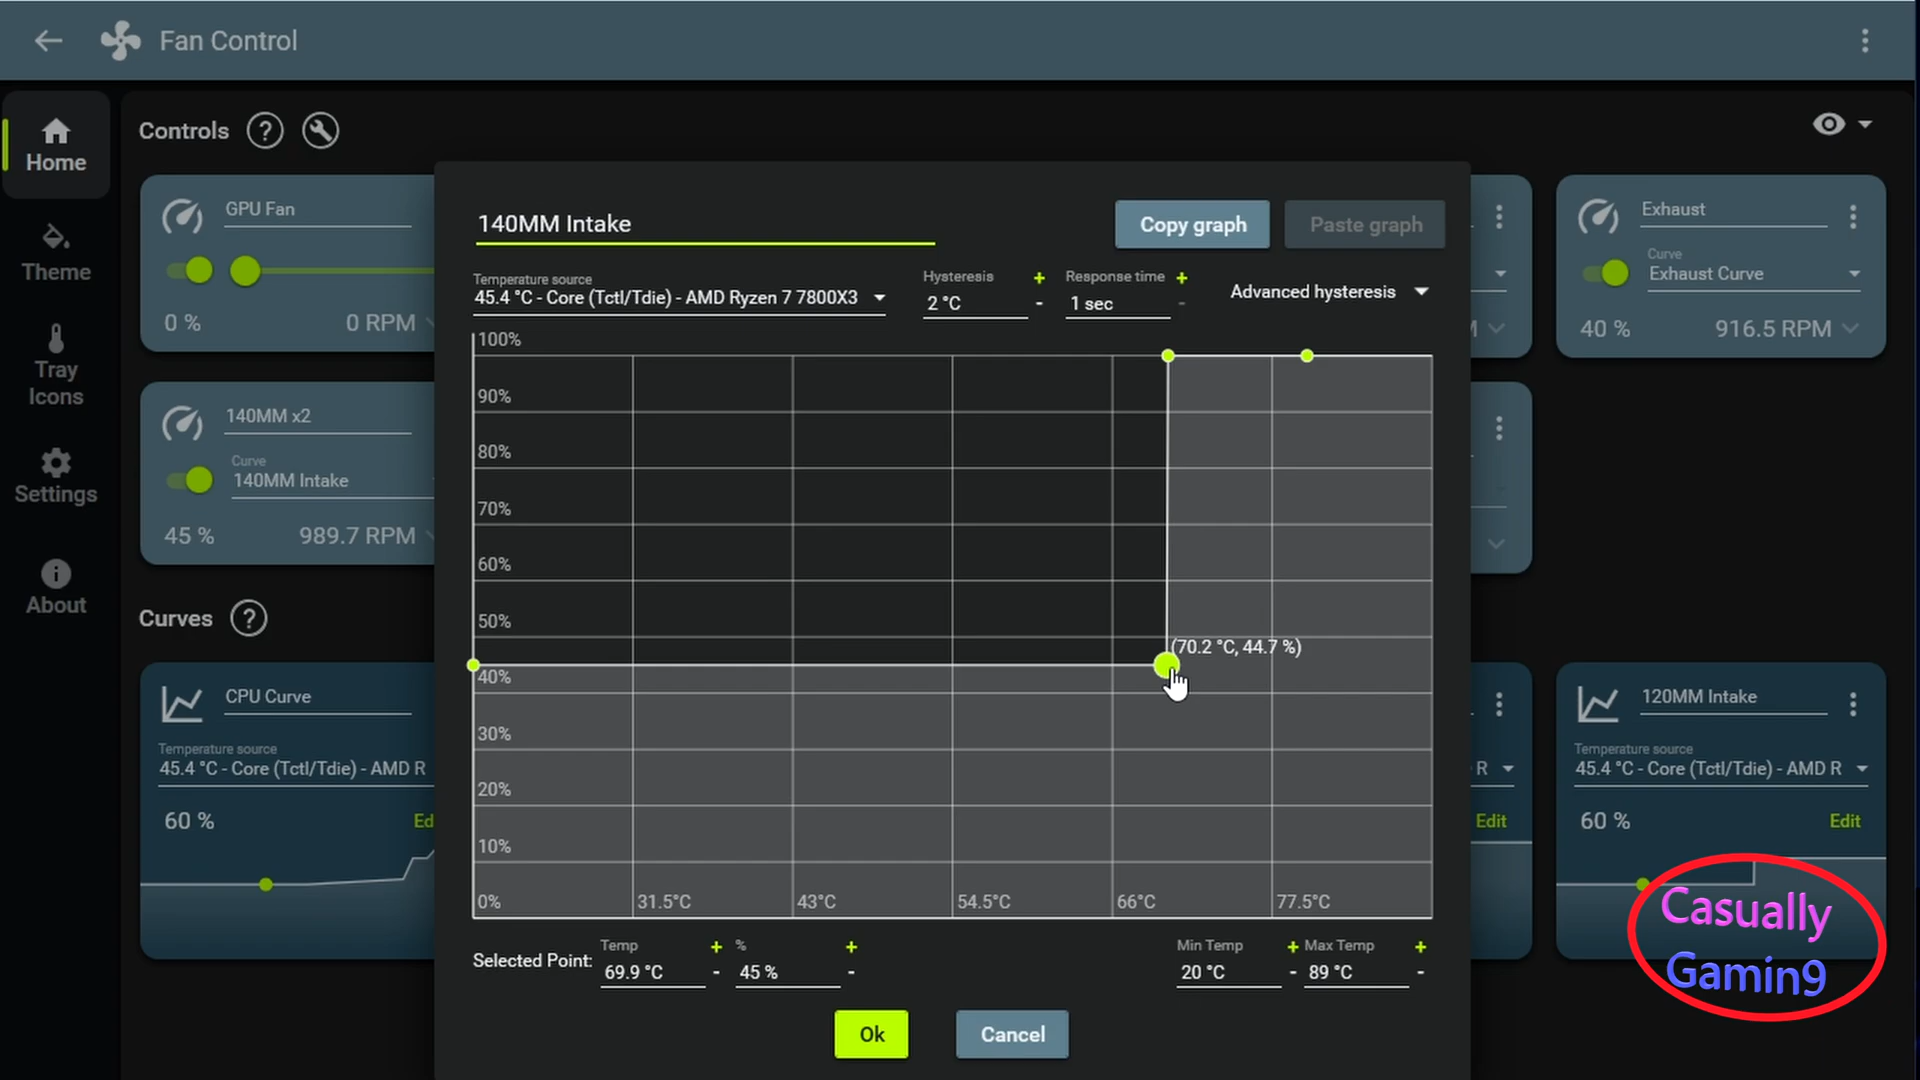 Fan Control
Home
Theme
Tray
Icons
Settings
About
Controls
GPU Fan
0 %
0 RPM
140MM x2
Curve
140MM Intake
45 %
989.7 RPM
Exhaust
Curve
Exhaust Curve
40 %
916.5 RPM
Curves
CPU Curve
Temperature source
45.4 °C - Core (Tctl/Tdie) - AMD R
60 %
Ed
R
Edit
120MM Intake
Temperature source
45.4 °C - Core (Tctl/Tdie) - AMD R
60 %
Edit
140MM Intake
Copy graph
Paste graph
Temperature source
45.4 °C - Core (Tctl/Tdie) - AMD Ryzen 7 7800X3
Hysteresis +
2 °C -
Response time +
1 sec -
Advanced hysteresis
100%
90%
80%
70%
60%
50%
40%
30%
20%
10%
0%
31.5°C
43°C
54.5°C
66°C
77.5°C
(70.2 °C, 44.7 %)
Selected Point:
Temp +
69.9 °C -
% +
45 % -
Min Temp +
20 °C -
Max Temp +
89 °C -
Ok
Cancel
Casually
Gamin9